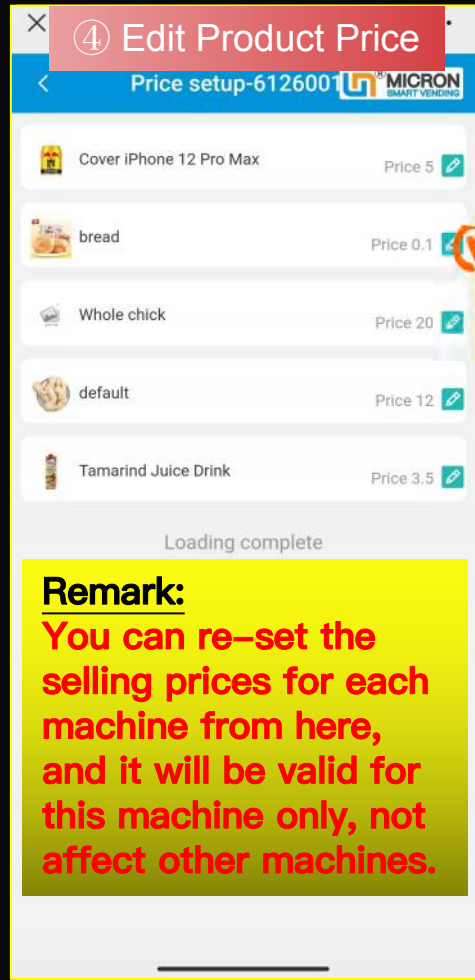 ④ Edit Product Price
Price setup-6126001
MICRON
SMART VENDING
Cover iPhone 12 Pro Max
Price 5
bread
Price 0.1
Whole chick
Price 20
default
Price 12
Tamarind Juice Drink
Price 3.5
Loading complete
Remark:
You can re-set the
selling prices for each
machine from here,
and it will be valid for
this machine only, not
affect other machines.